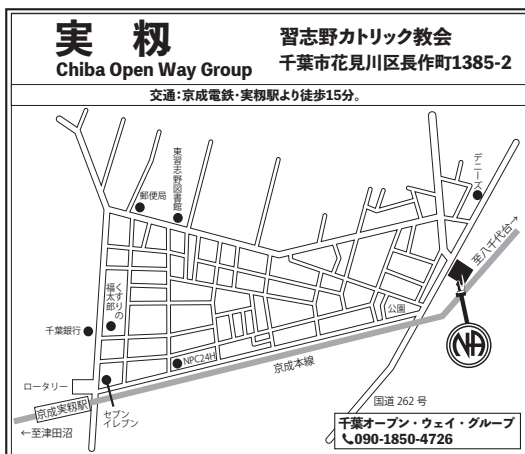 実籾
Chiba Open Way Group
習志野カトリック教会
千葉市花見川区長作町1385-2
交通：京成電鉄・実籾駅より徒歩15分。
東習志野図書館
郵便局
デニーズ
至八千代台→
くすりの
福太郎
公園
千葉銀行
NPC24H
京成本線
NA
ロータリー
京成実籾駅
セブン
イレブン
←至津田沼
国道 262 号
千葉オープン・ウェイ・グループ
📞090-1850-4726